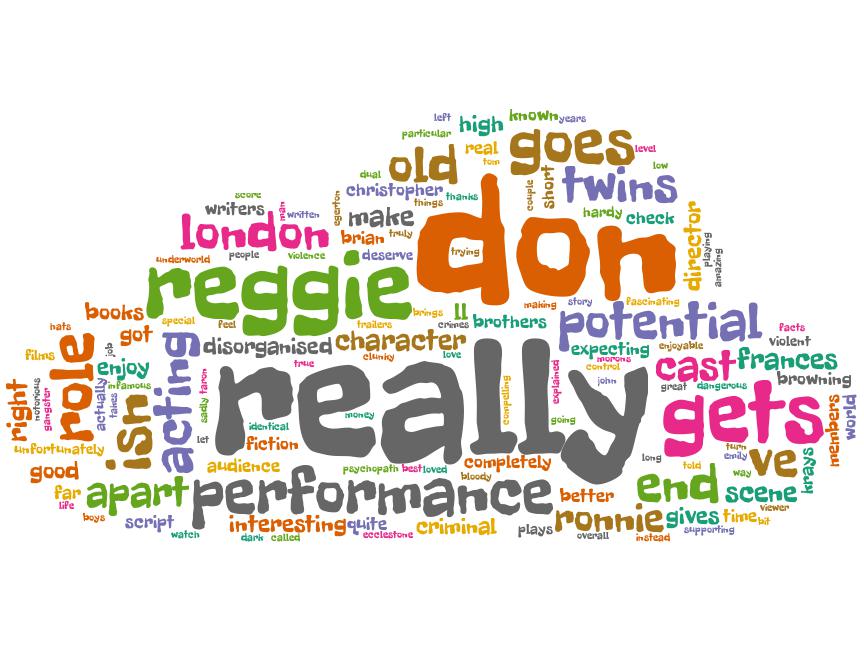 left
high
known
years
particular
real
goes
level
tom
old
low
dual
christopher
thanks
couple
short
twins
score
things
writers
man
written
egerton
make
hardy
check
london
brian
truly
don
director
playing
amazing
people
violence
deserve
trying
underworld
reggie
books
special
feel
trailers
brings
ll
making
story
fascinating
hats
got
crimes
brothers
potential
facts
violent
films
job
disorganised
character
enjoyable
role
acting
clunky
love
expecting
morons
cast
frances
enjoy
true
control
great
dangerous
browning
right
notorious
gangster
infamous
actually
takes
ish
sadly
taron
really
compelling
explained
john
gets
members
world
money
identical
going
let
fiction
turn
unfortunately
audience
completely
long
emily
ve
good
psychopath
best
loved
told
way
krays
bloody
far
apart
performance
better
end
scene
life
viewer
boys
script
interesting
quite
criminal
plays
ronnie
gives
time
bit
watch
dark
called
ecclestone
overall
instead
supporting